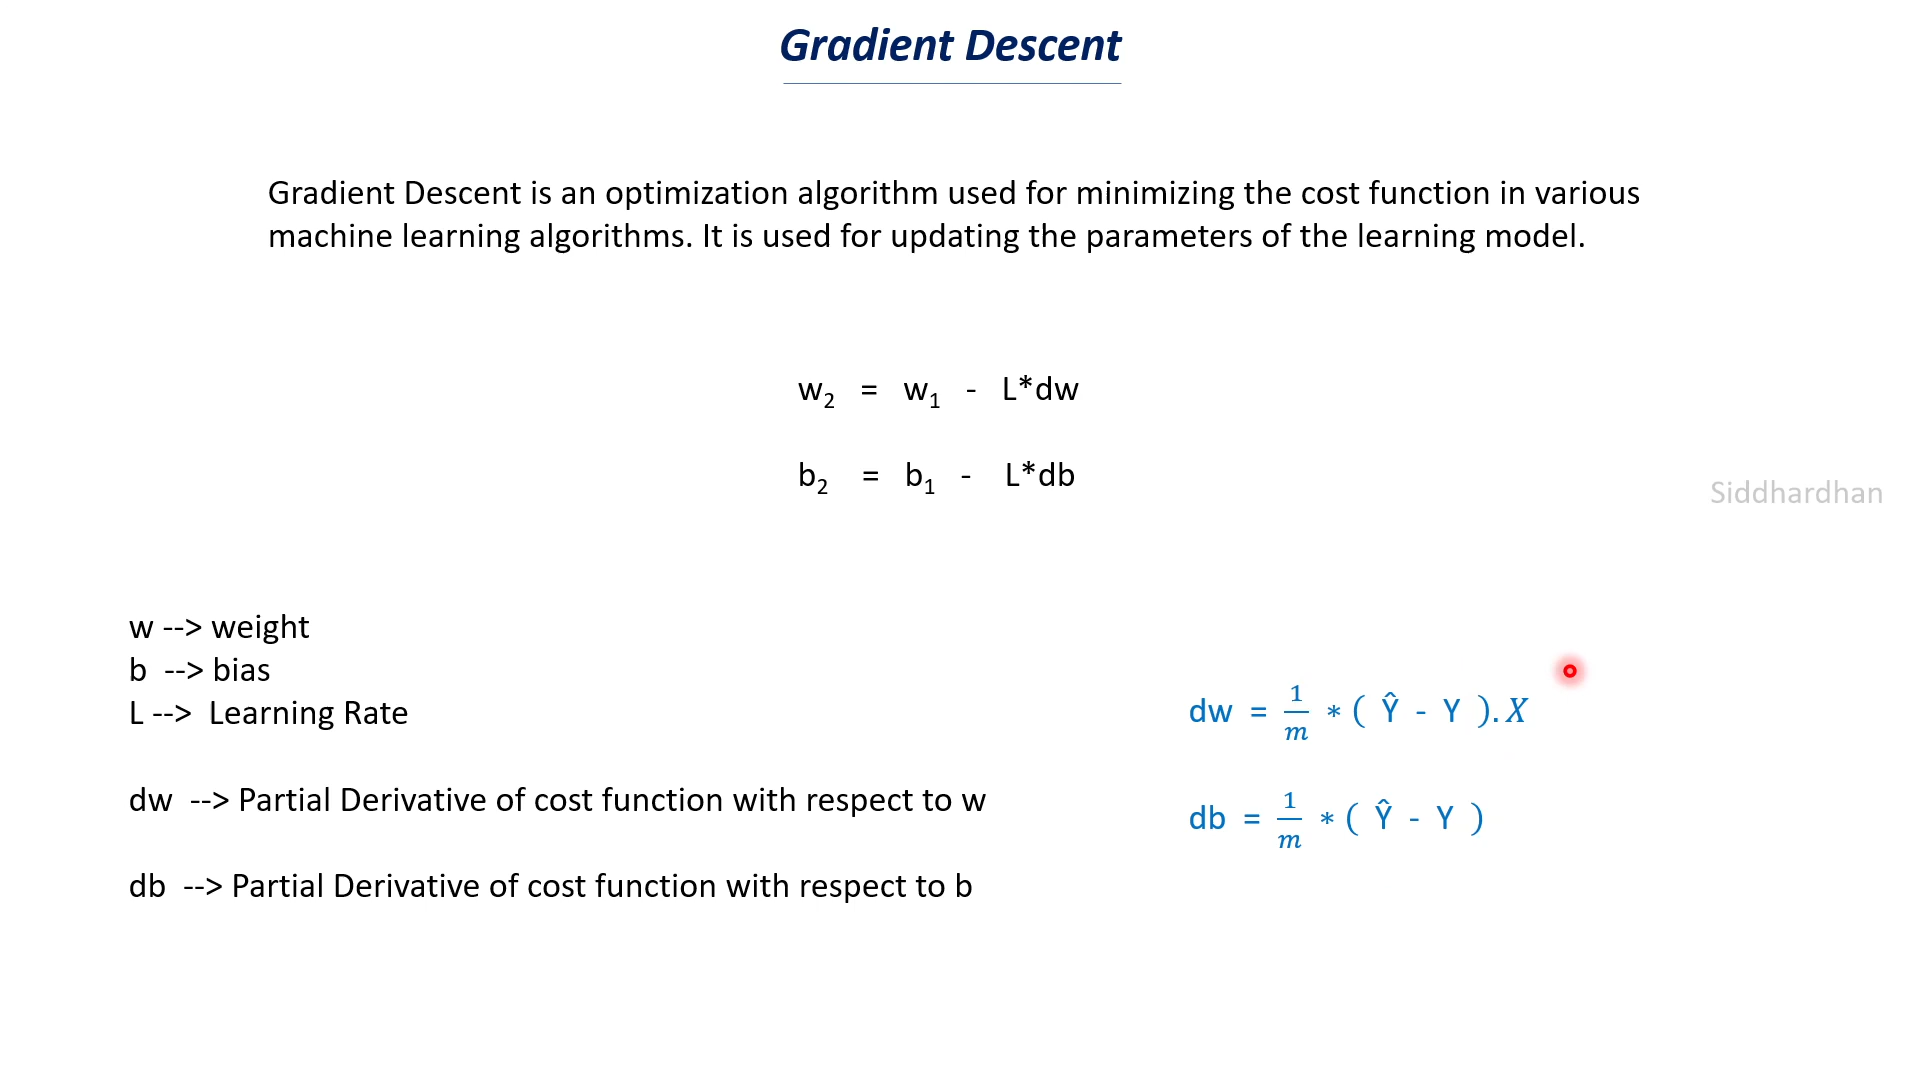 Gradient Descent
Gradient Descent is an optimization algorithm used for minimizing the cost function in various
machine learning algorithms. It is used for updating the parameters of the learning model.
w₂ = w₁ - L*dw
b₂ = b₁ - L*db
Siddhardhan
w --> weight
b --> bias
L --> Learning Rate
dw = 1/m * ( Ŷ - Y ).X
dw --> Partial Derivative of cost function with respect to w
db = 1/m * ( Ŷ - Y )
db --> Partial Derivative of cost function with respect to b